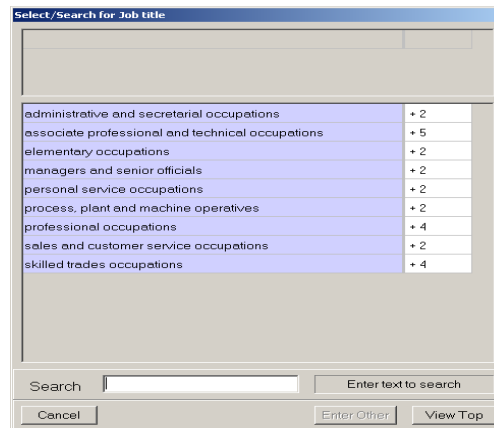 Select/Search for Job title
administrative and secretarial occupations + 2
associate professional and technical occupations + 5
elementary occupations + 2
managers and senior officials + 2
personal service occupations + 2
process, plant and machine operatives + 2
professional occupations + 4
sales and customer service occupations + 2
skilled trades occupations + 4
Search Enter text to search
Cancel Enter Other View Top